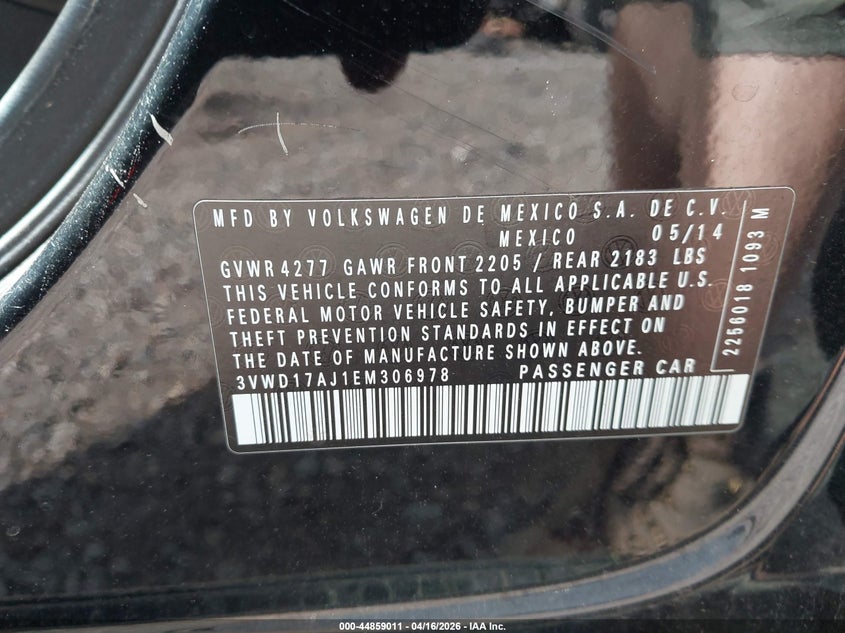 MFD BY VOLKSWAGEN DE MEXICO S.A. DE C.V.
MEXICO 05/14
GVWR 4277 GAWR FRONT 2205 / REAR 2183 LBS
THIS VEHICLE CONFORMS TO ALL APPLICABLE U.S.
FEDERAL MOTOR VEHICLE SAFETY, BUMPER AND
THEFT PREVENTION STANDARDS IN EFFECT ON
THE DATE OF MANUFACTURE SHOWN ABOVE.
3VWD17AJ1EM306978 PASSENGER CAR
2256018 1093 M
000-44859011 - 04/16/2026 - IAA Inc.